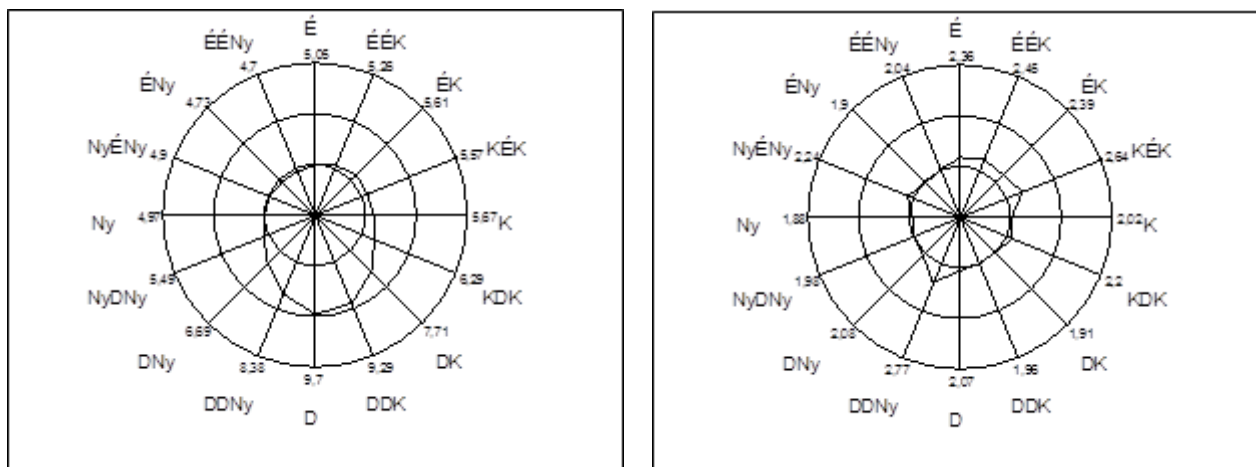 É
5,05
ÉÉK
5,28
ÉK
5,61
KÉK
5,57
K
5,67
KDK
6,29
DK
7,71
DDK
9,29
D
9,7
DDNy
8,38
DNy
6,69
NyDNy
5,49
Ny
4,97
NyÉNy
4,9
ÉNy
4,73
ÉÉNy
4,7
É
2,36
ÉÉK
2,45
ÉK
2,39
KÉK
2,64
K
2,02
KDK
2,2
DK
1,91
DDK
1,96
D
2,07
DDNy
2,77
DNy
2,08
NyDNy
1,98
Ny
1,88
NyÉNy
2,24
ÉNy
1,9
ÉÉNy
2,04